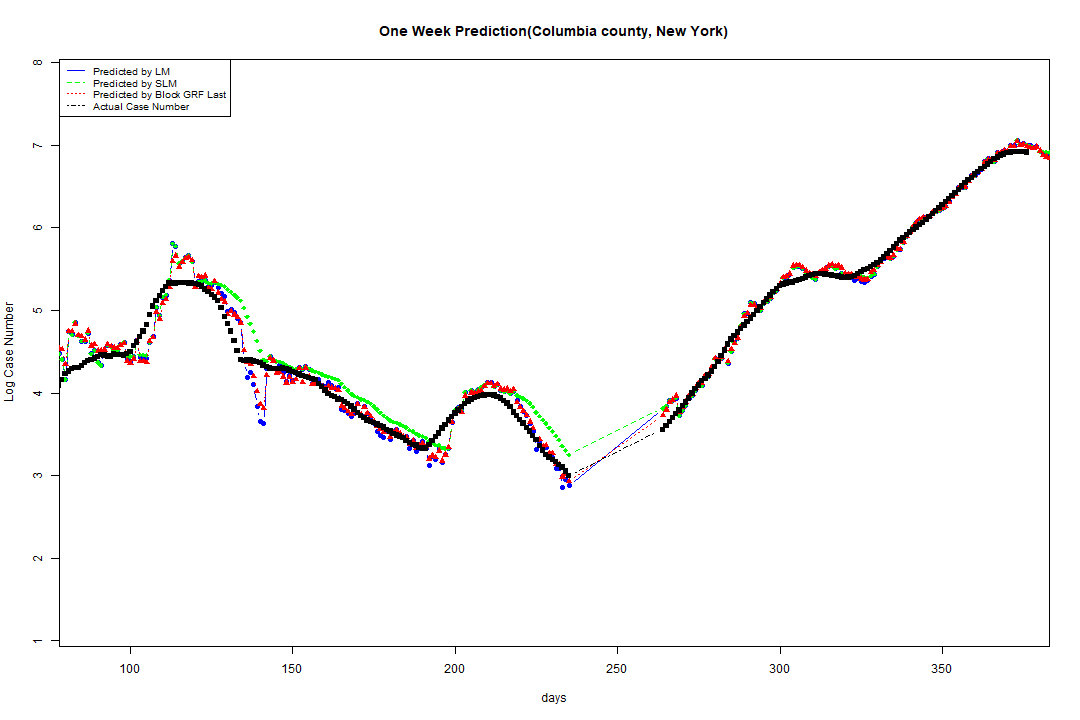 One Week Prediction(Columbia county, New York)
Predicted by LM
Predicted by SLM
Predicted by Block GRF Last
Actual Case Number
8
7
6
5
4
3
2
1
Log Case Number
100 150 200 250 300 350
days